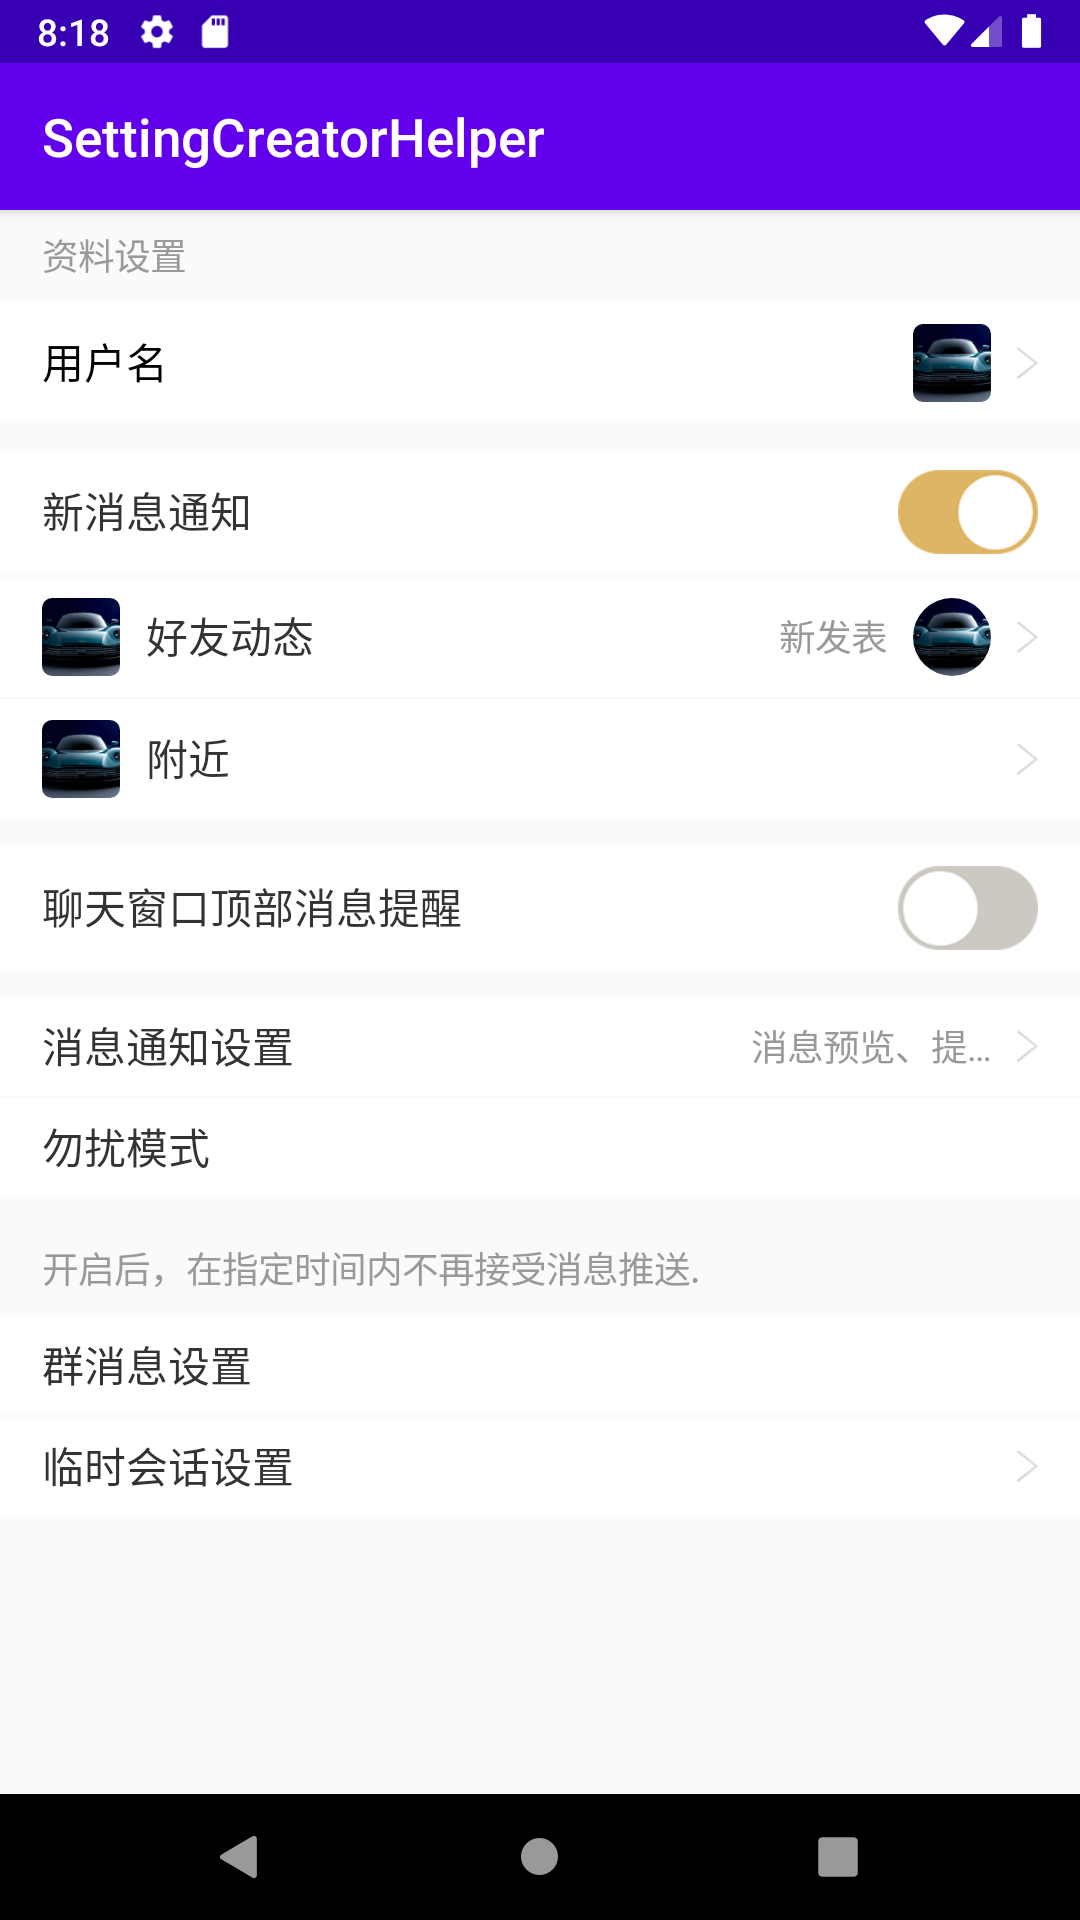 8:18
SettingCreatorHelper
资料设置
用户名
新消息通知
好友动态 新发表
附近
聊天窗口顶部消息提醒
消息通知设置 消息预览、提...
勿扰模式
开启后，在指定时间内不再接受消息推送.
群消息设置
临时会话设置